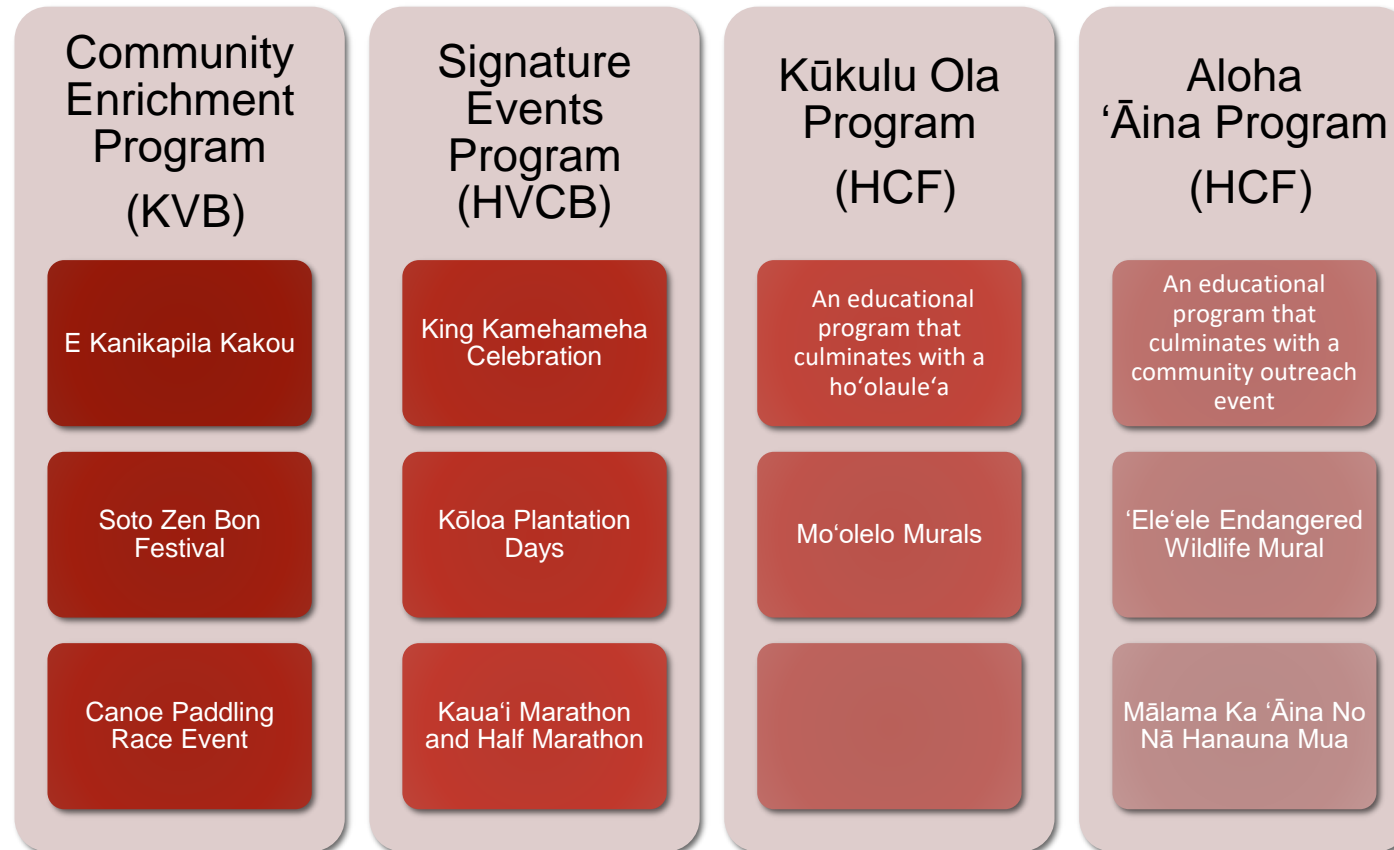 Community
Enrichment
Program
(KVB)
E Kanikapila Kakou
Soto Zen Bon
Festival
Canoe Paddling
Race Event
Signature
Events
Program
(HVCB)
King Kamehameha
Celebration
Kōloa Plantation
Days
Kauaʻi Marathon
and Half Marathon
Kūkulu Ola
Program
(HCF)
An educational
program that
culminates with a
hoʻolauleʻa
Moʻolelo Murals
Aloha
ʻĀina Program
(HCF)
An educational
program that
culminates with a
community outreach
event
ʻEleʻele Endangered
Wildlife Mural
Mālama Ka ʻĀina No
Nā Hanauna Mua